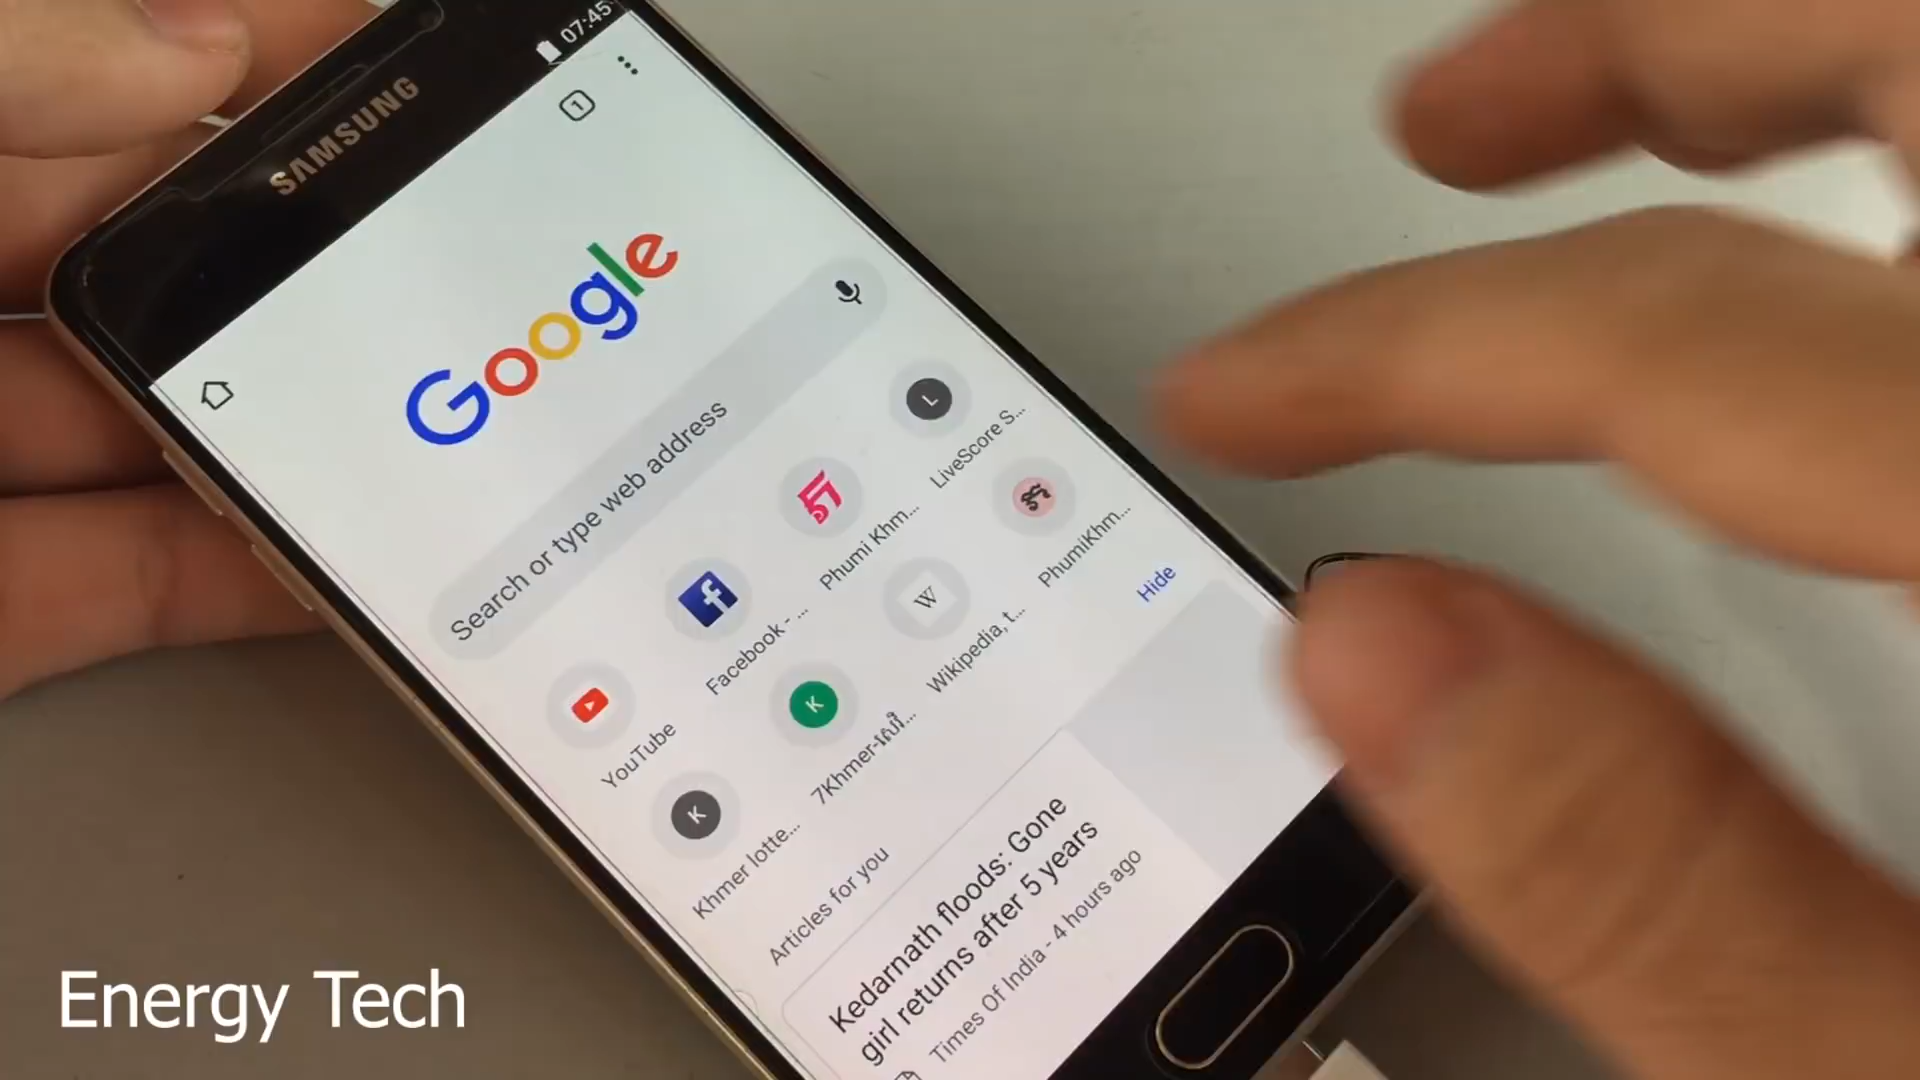 07:45
SAMSUNG
1
Google
Search or type web address
YouTube
Facebook - ...
Phumi Khm...
L
LiveScore S...
K
Khmer lotte...
K
7Khmer-សើ...
W
Wikipedia, t...
PhumiKhm...
Articles for you
Hide
Kedarnath floods: Gone
girl returns after 5 years
Times Of India - 4 hours ago
Energy Tech